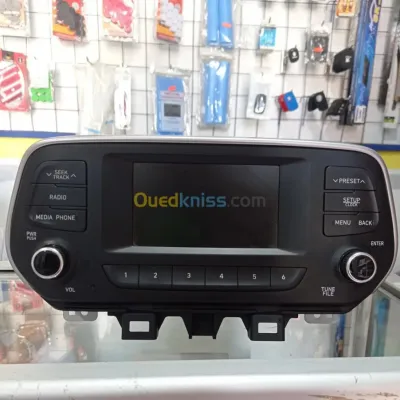 SEEK
TRACK
RADIO
MEDIA PHONE
PWR
PUSH
VOL
Ouedkniss.com
1 2 3 4 5 6
PRESET
SETUP
CLOCK
MENU BACK
ENTER
TUNE
FILE